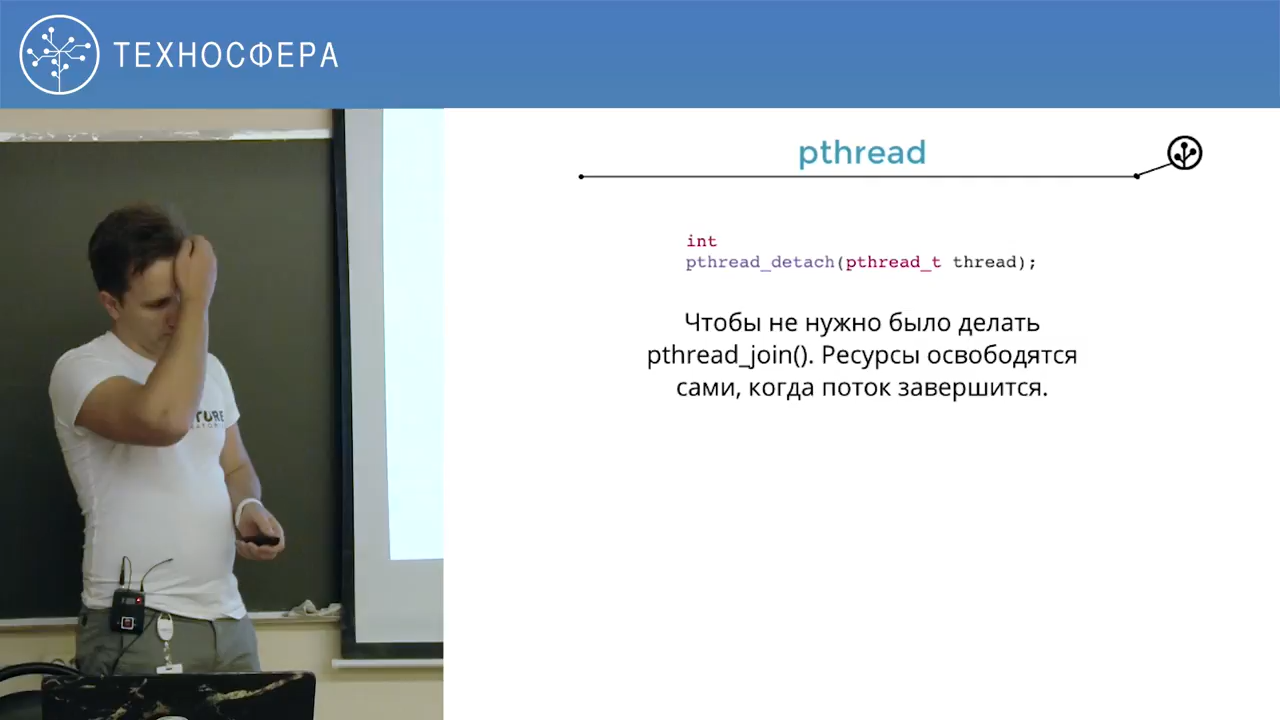 ТЕХНОСФЕРА
pthread
int
pthread_detach(pthread_t thread);
Чтобы не нужно было делать
pthread_join(). Ресурсы освободятся
сами, когда поток завершится.